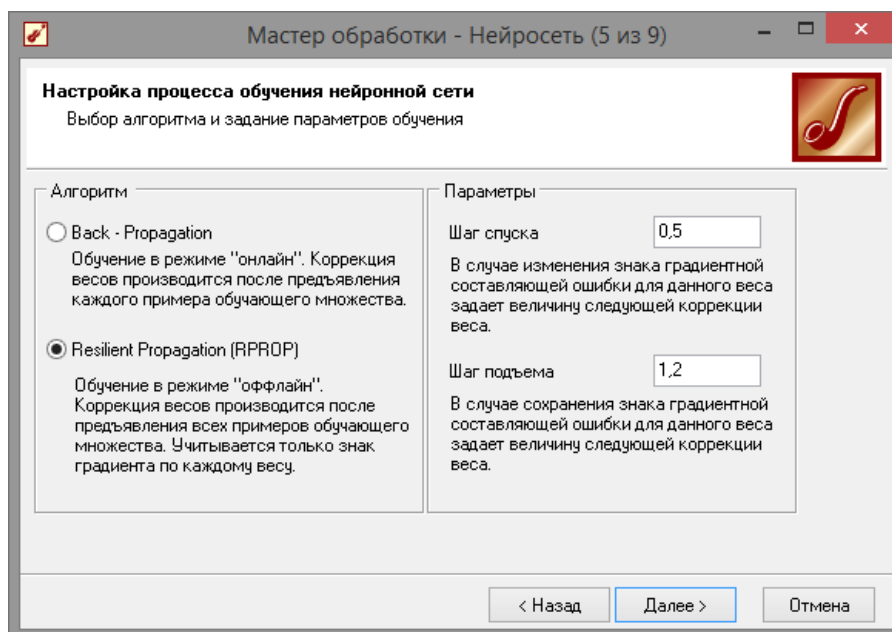 Мастер обработки - Нейросеть (5 из 9)
Настройка процесса обучения нейронной сети
Выбор алгоритма и задание параметров обучения
Алгоритм
Back - Propagation
Обучение в режиме "онлайн". Коррекция
весов производится после предъявления
каждого примера обучающего множества.
Resilient Propagation (RPROP)
Обучение в режиме "оффлайн".
Коррекция весов производится после
предъявления всех примеров обучающего
множества. Учитывается только знак
градиента по каждому весу.
Параметры
Шаг спуска 0,5
В случае изменения знака градиентной
составляющей ошибки для данного веса
задает величину следующей коррекции
веса.
Шаг подъема 1,2
В случае сохранения знака градиентной
составляющей ошибки для данного веса
задает величину следующей коррекции
веса.
< Назад Далее > Отмена